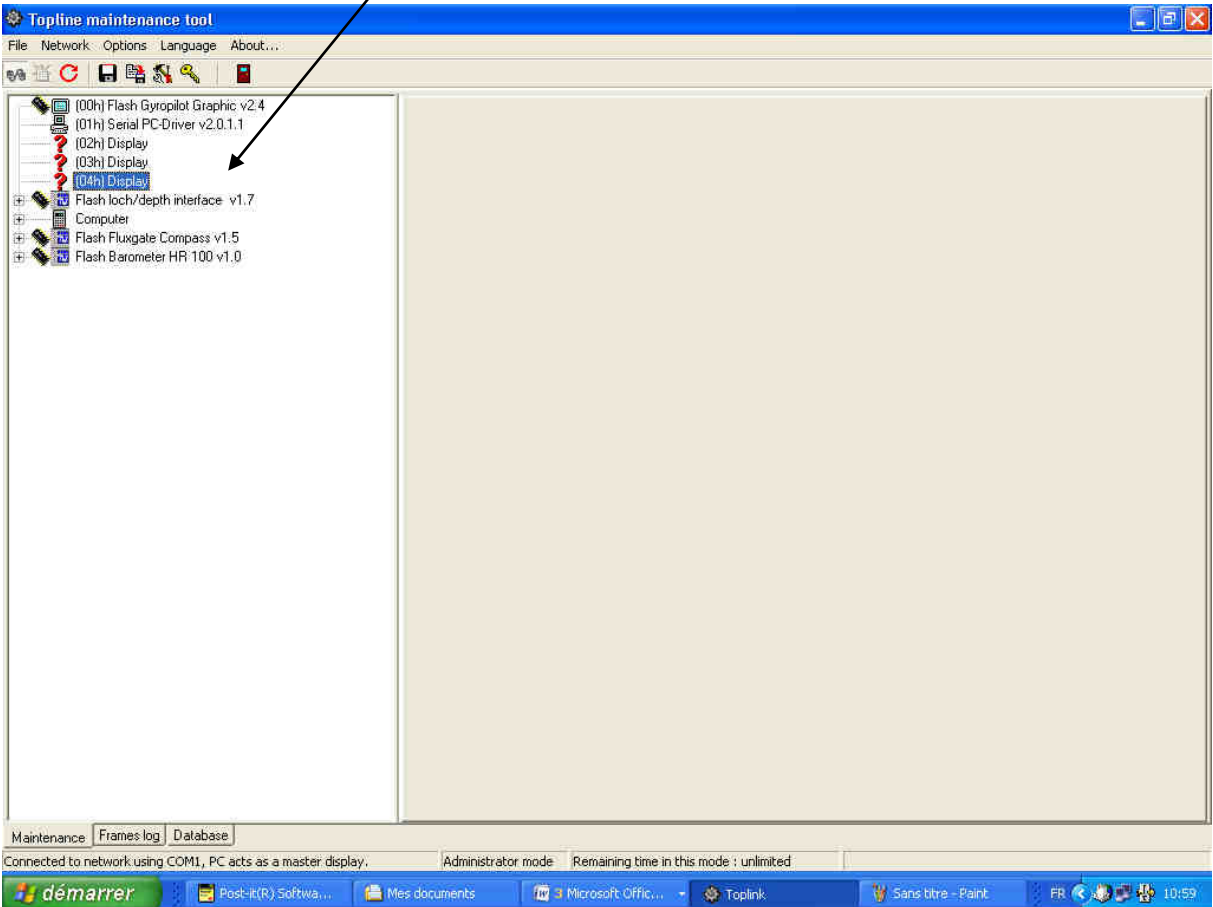 Topline maintenance tool
File Network Options Language About...
(00h) Flash Gyropilot Graphic v2.4
(01h) Serial PC-Driver v2.0.1.1
(02h) Display
(03h) Display
(04h) Display
Flash loch/depth interface v1.7
Computer
Flash Fluxgate Compass v1.5
Flash Barometer HR 100 v1.0
Maintenance Frames log Database
Connected to network using COM1, PC acts as a master display. Administrator mode Remaining time in this mode : unlimited
démarrer Post-it(R) Softwa... Mes documents 3 Microsoft Offic... Toplink Sans titre - Paint FR 10:59